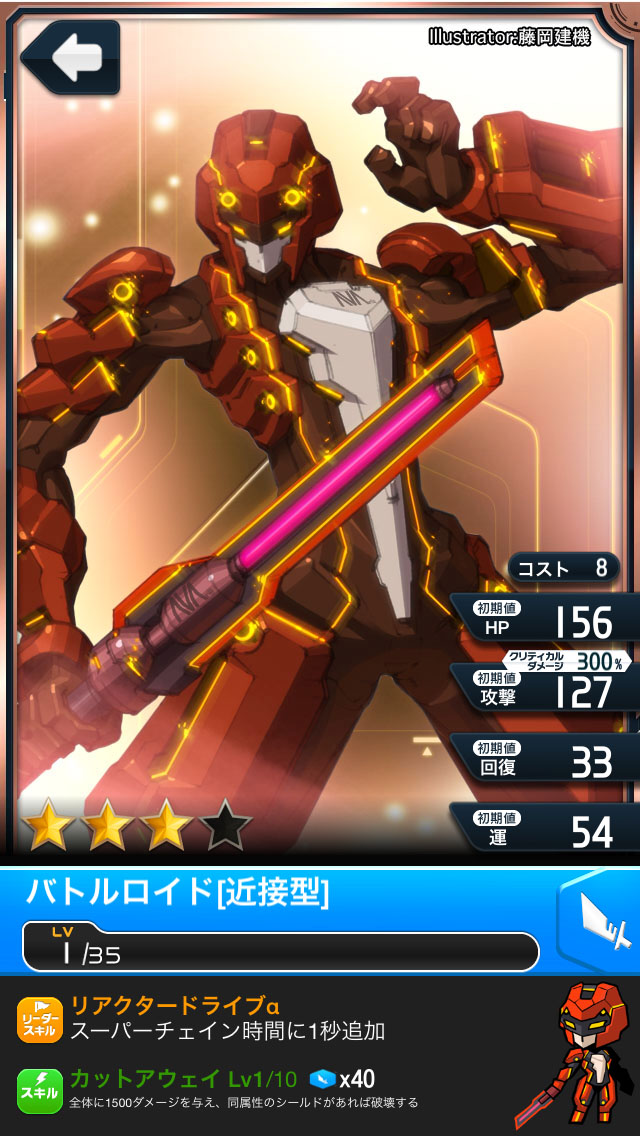 Illustrator:藤岡建機
コスト 8
初期値
HP 156
クリティカル
ダメージ 300%
初期値
攻撃 127
初期値
回復 33
初期値
運 54
バトルロイド[近接型]
LV
1/35
リーダー
スキル
リアクタードライブα
スーパーチェイン時間に1秒追加
スキル
カットアウェイ Lv1/10 x40
全体に1500ダメージを与え、同属性のシールドがあれば破壊する